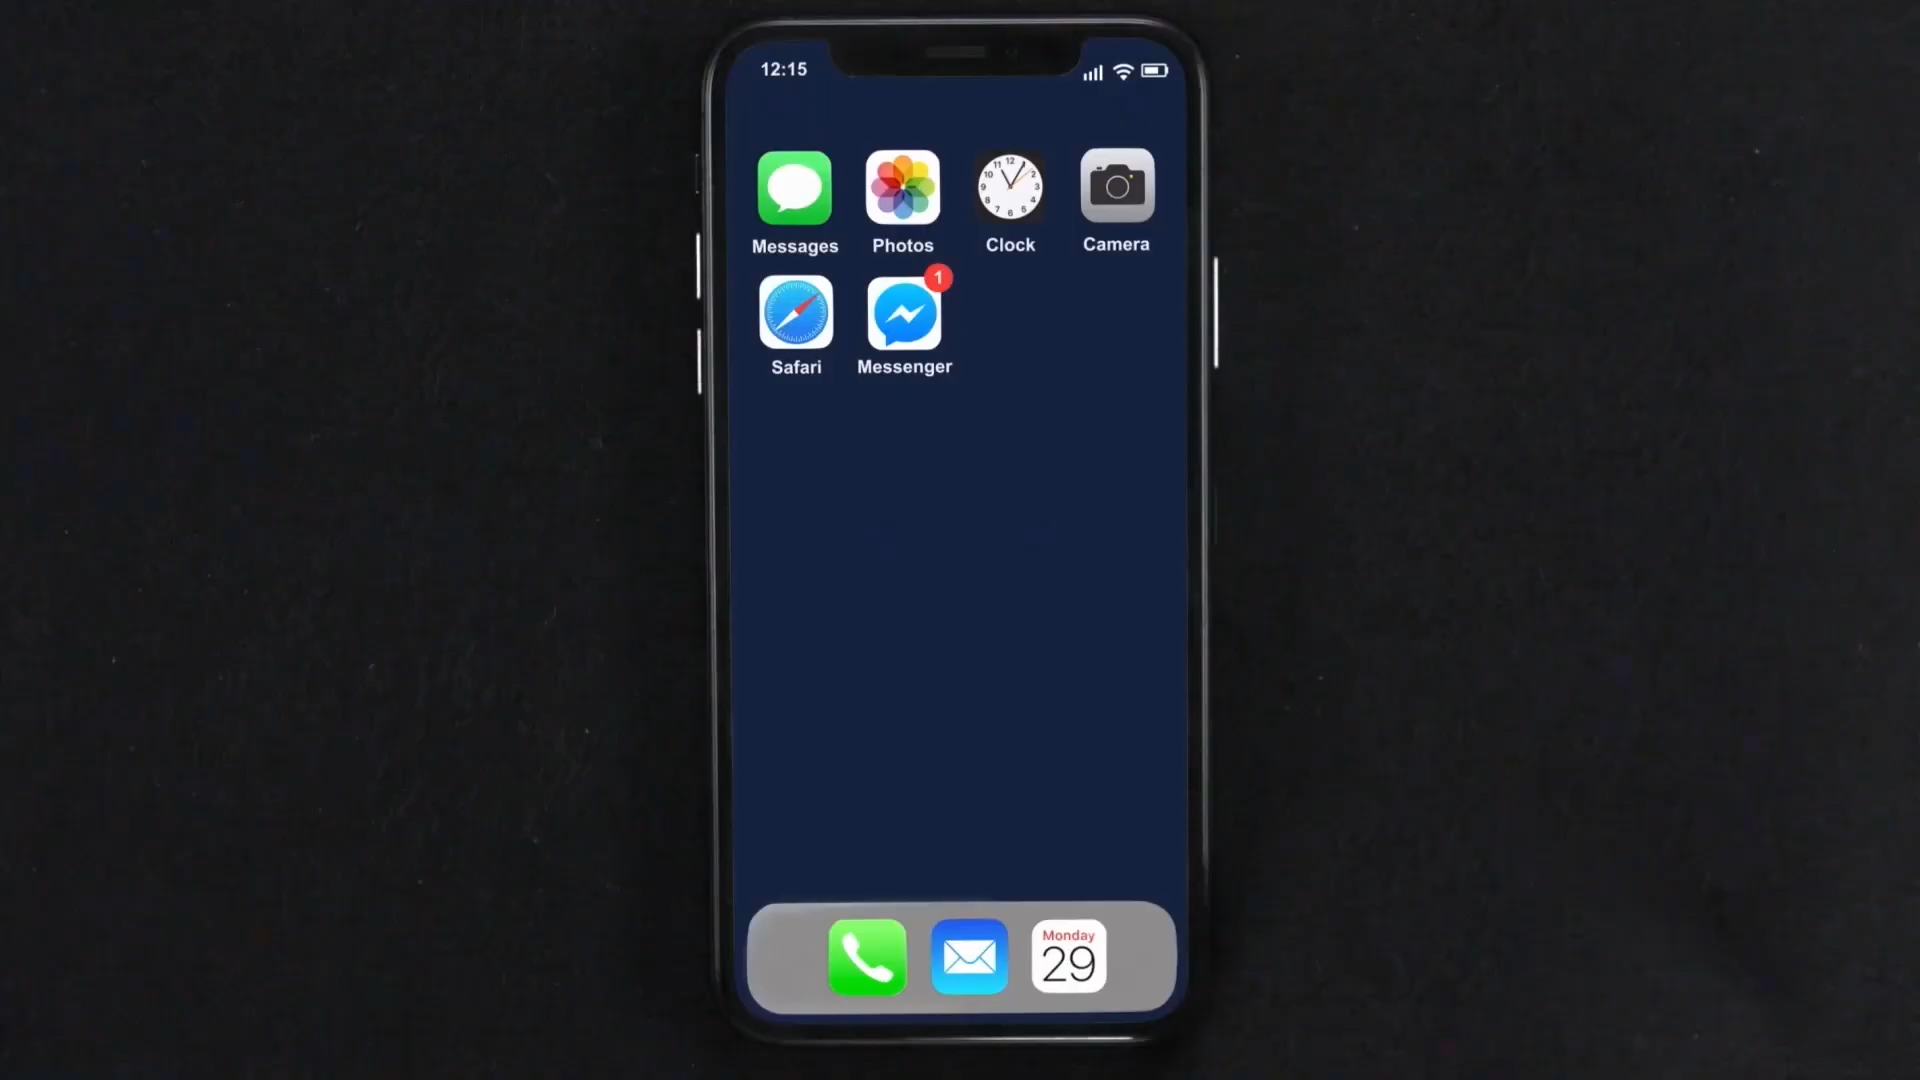 12:15
Messages Photos Clock Camera
1
Safari Messenger
Monday
29